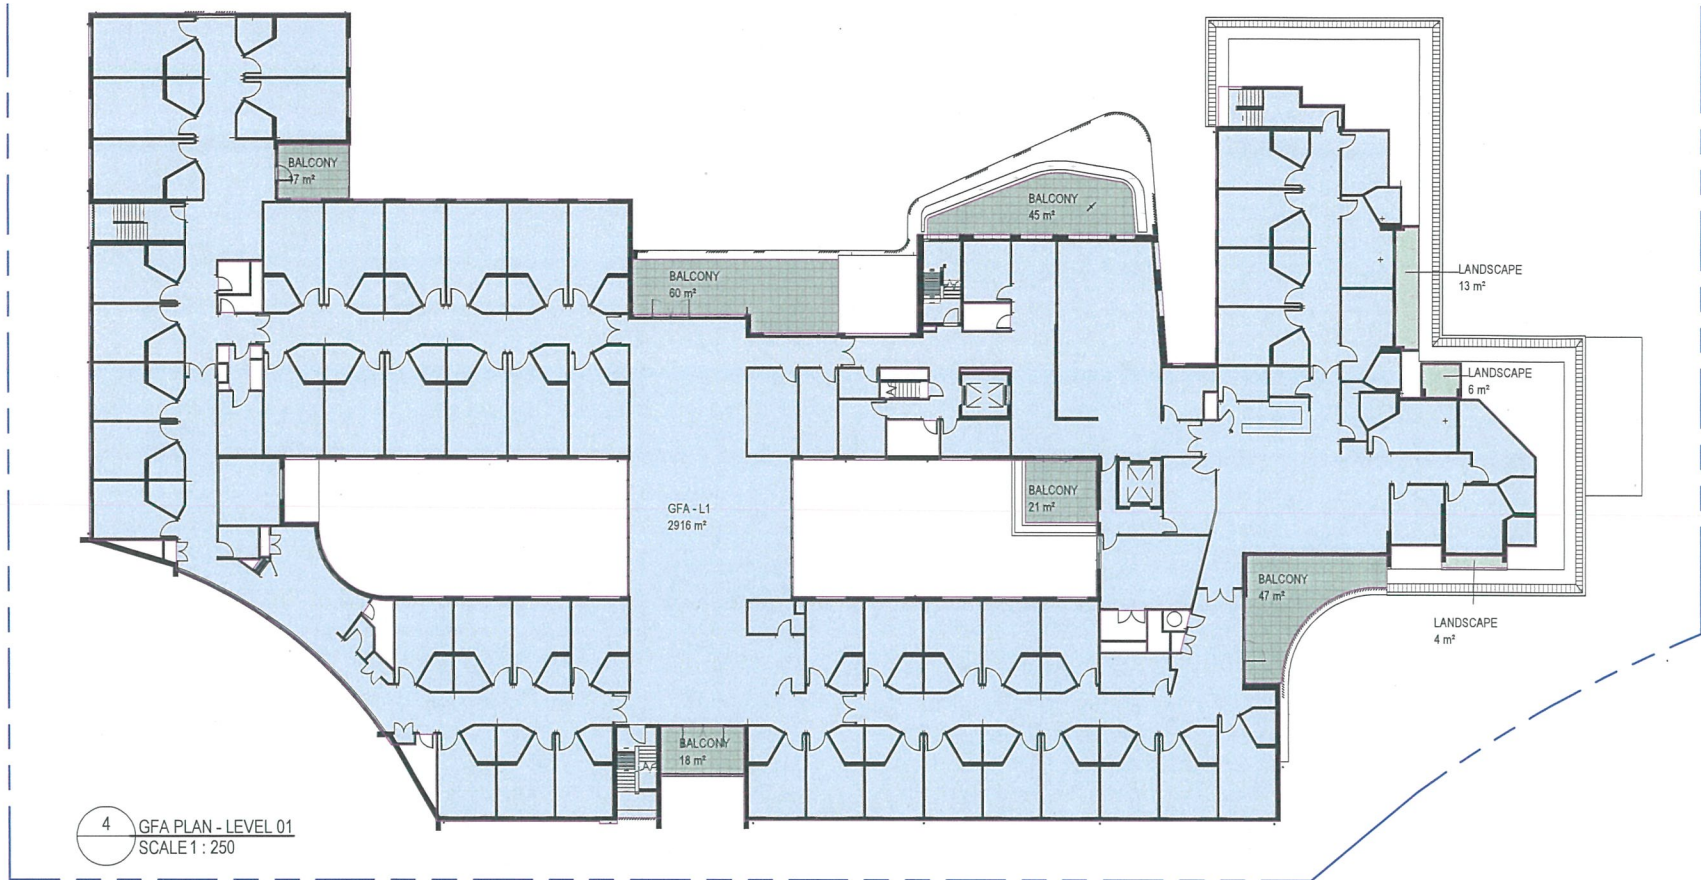 BALCONY
17 m²
BALCONY
45 m²
BALCONY
60 m²
LANDSCAPE
13 m²
LANDSCAPE
6 m²
BALCONY
21 m²
GFA - L1
2916 m²
BALCONY
47 m²
LANDSCAPE
4 m²
BALCONY
18 m²
4
GFA PLAN - LEVEL 01
SCALE 1 : 250